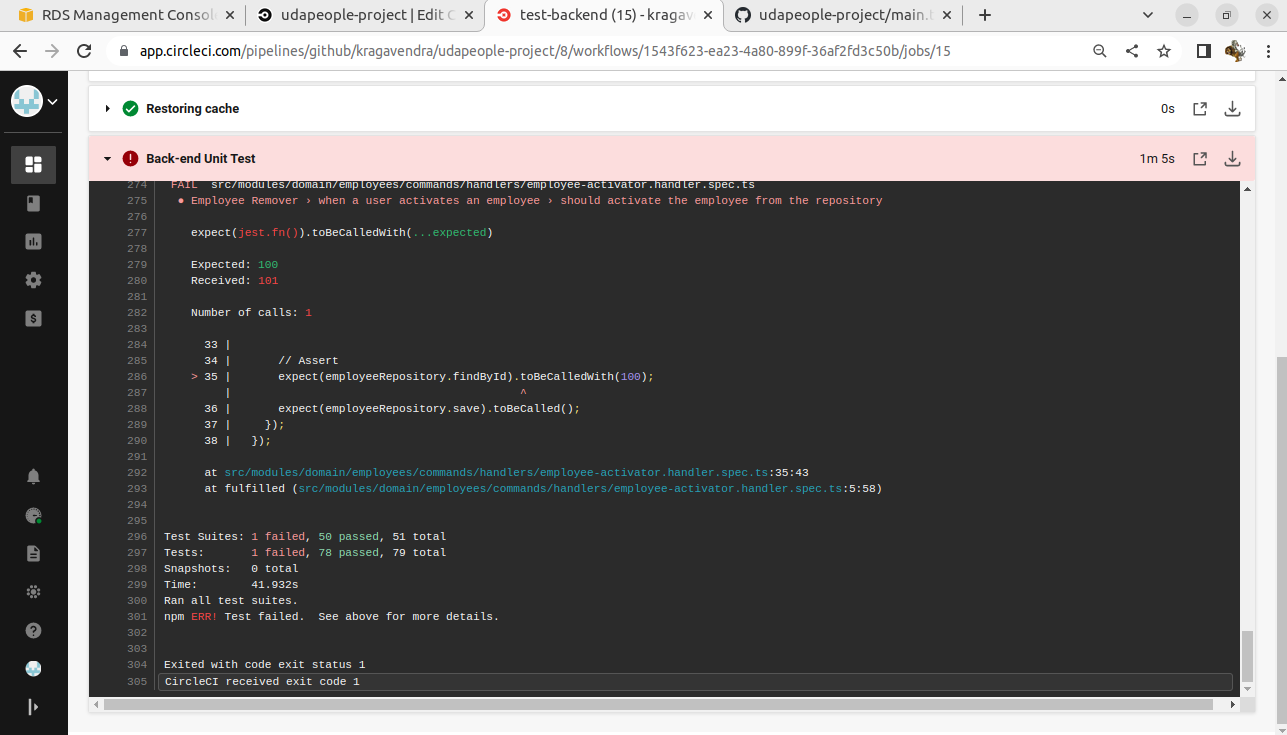 RDS Management Consol
udapeople-project | Edit C
test-backend (15) - kragav
udapeople-project/main.
app.circleci.com/pipelines/github/kragavendra/udapeople-project/8/workflows/1543f623-ea23-4a80-899f-36af2fd3c50b/jobs/15
Restoring cache 0s
Back-end Unit Test 1m 5s
274 FAIL src/modules/domain/employees/commands/handlers/employee-activator.handler.spec.ts
275 ● Employee Remover › when a user activates an employee › should activate the employee from the repository
276
277 expect(jest.fn()).toBeCalledWith(...expected)
278
279 Expected: 100
280 Received: 101
281
282 Number of calls: 1
283
284 33 |
285 34 | // Assert
286 > 35 | expect(employeeRepository.findById).toBeCalledWith(100);
287 | ^
288 36 | expect(employeeRepository.save).toBeCalled();
289 37 | });
290 38 | });
291
292 at src/modules/domain/employees/commands/handlers/employee-activator.handler.spec.ts:35:43
293 at fulfilled (src/modules/domain/employees/commands/handlers/employee-activator.handler.spec.ts:5:58)
294
295
296 Test Suites: 1 failed, 50 passed, 51 total
297 Tests: 1 failed, 78 passed, 79 total
298 Snapshots: 0 total
299 Time: 41.932s
300 Ran all test suites.
301 npm ERR! Test failed. See above for more details.
302
303
304 Exited with code exit status 1
305 CircleCI received exit code 1